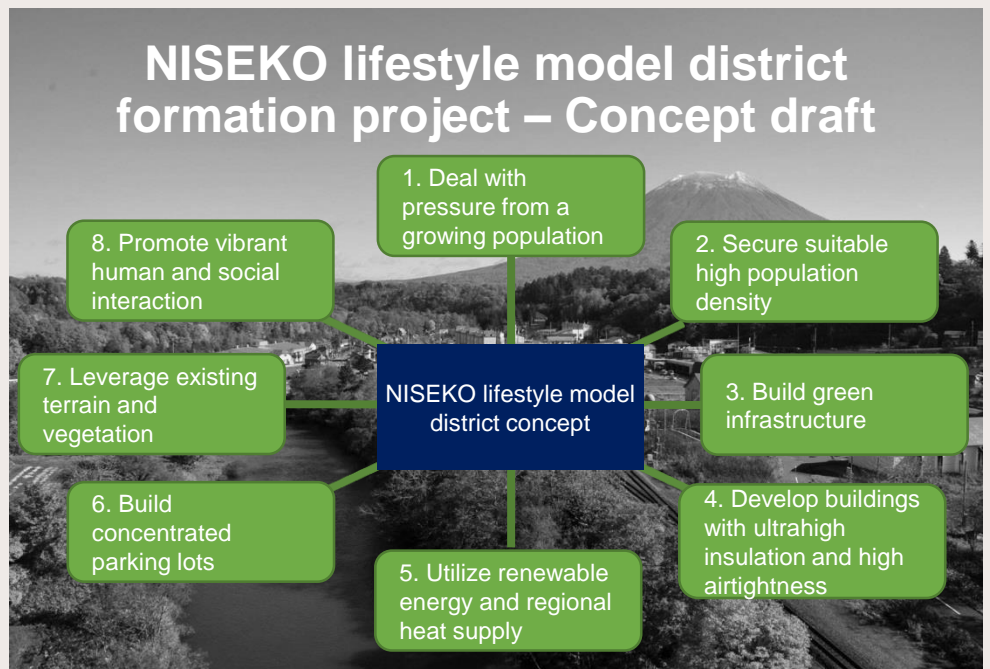 NISEKO lifestyle model district
formation project – Concept draft
1. Deal with
pressure from a
growing population
2. Secure suitable
high population
density
3. Build green
infrastructure
4. Develop buildings
with ultrahigh
insulation and high
airtightness
5. Utilize renewable
energy and regional
heat supply
6. Build
concentrated
parking lots
7. Leverage existing
terrain and
vegetation
8. Promote vibrant
human and social
interaction
NISEKO lifestyle model
district concept